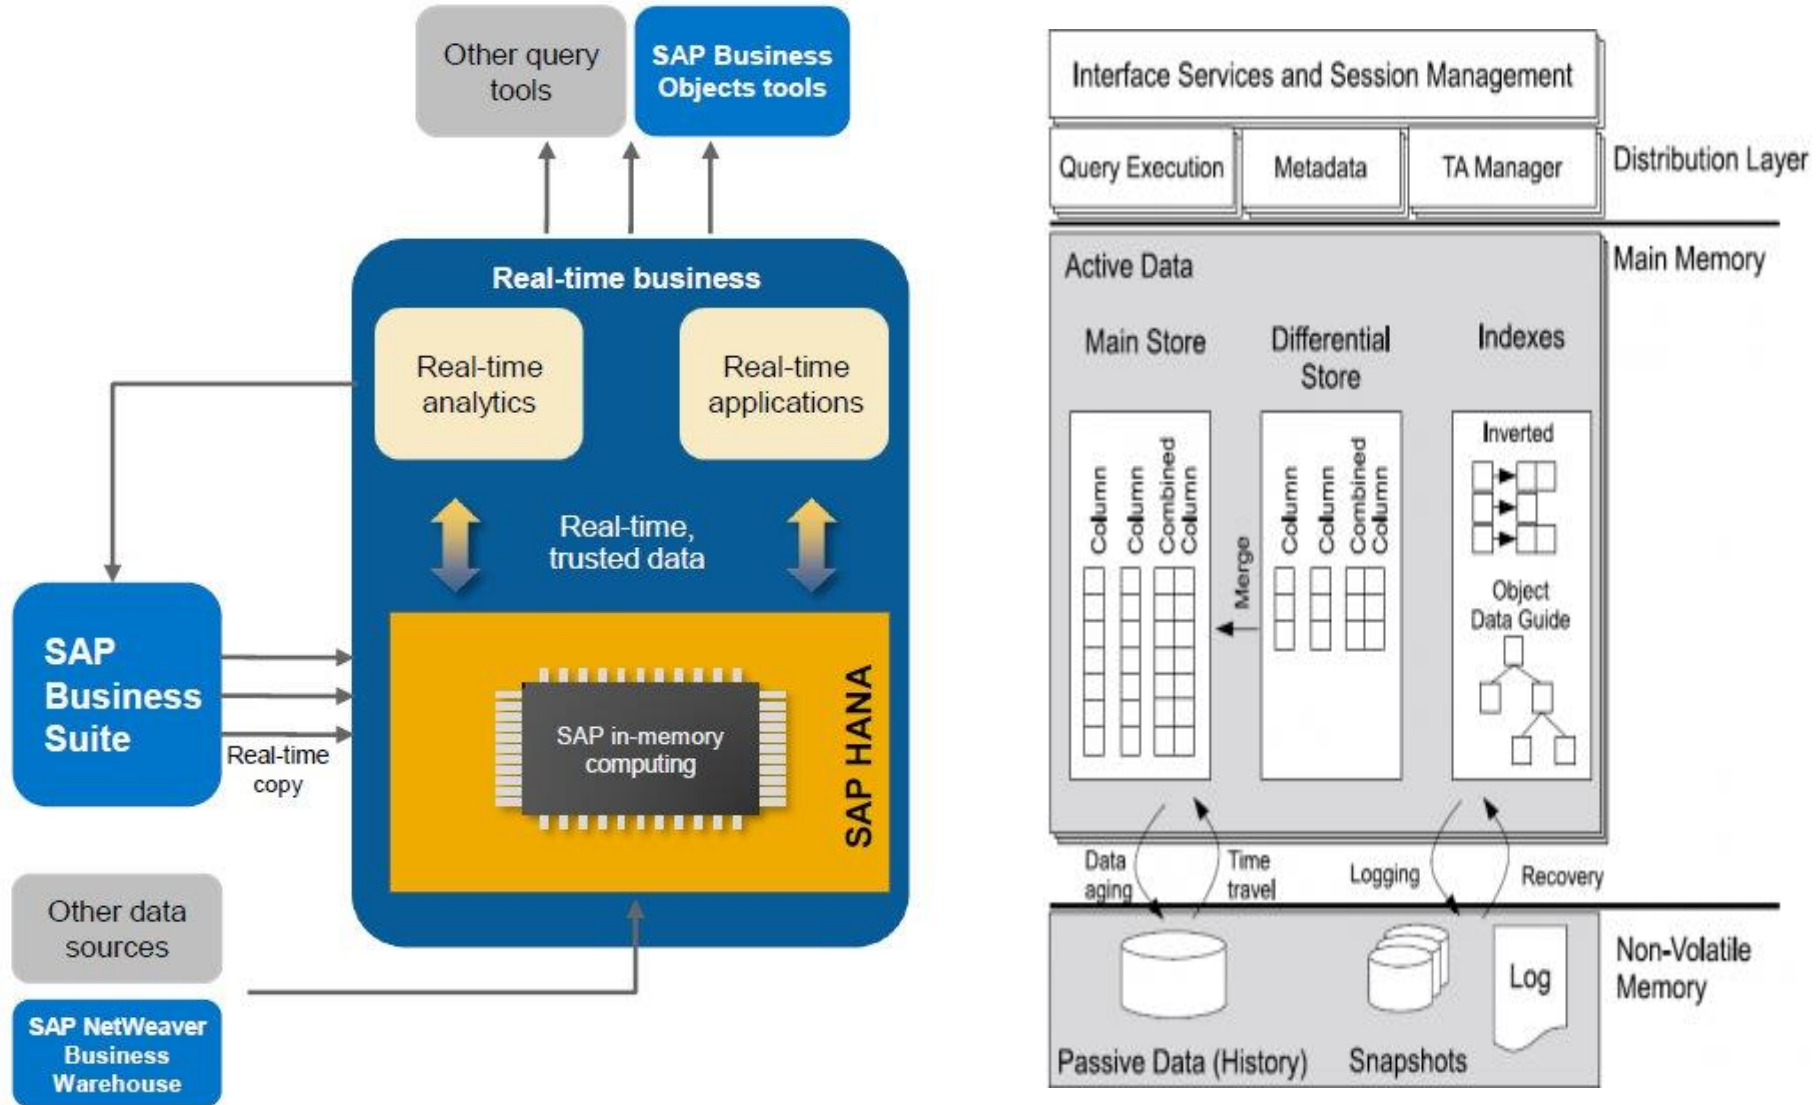 Other query
tools
SAP Business
Objects tools
Real-time business
Real-time
analytics
Real-time
applications
Real-time,
trusted data
SAP
Business
Suite
Real-time
copy
SAP in-memory
computing
SAP HANA
Other data
sources
SAP NetWeaver
Business
Warehouse
Interface Services and Session Management
Query Execution
Metadata
TA Manager
Distribution Layer
Main Memory
Active Data
Main Store
Differential
Store
Indexes
Column
Column
Combined
Column
Merge
Column
Column
Combined
Column
Inverted
Object
Data Guide
Data
aging
Time
travel
Logging
Recovery
Non-Volatile
Memory
Log
Passive Data (History)
Snapshots